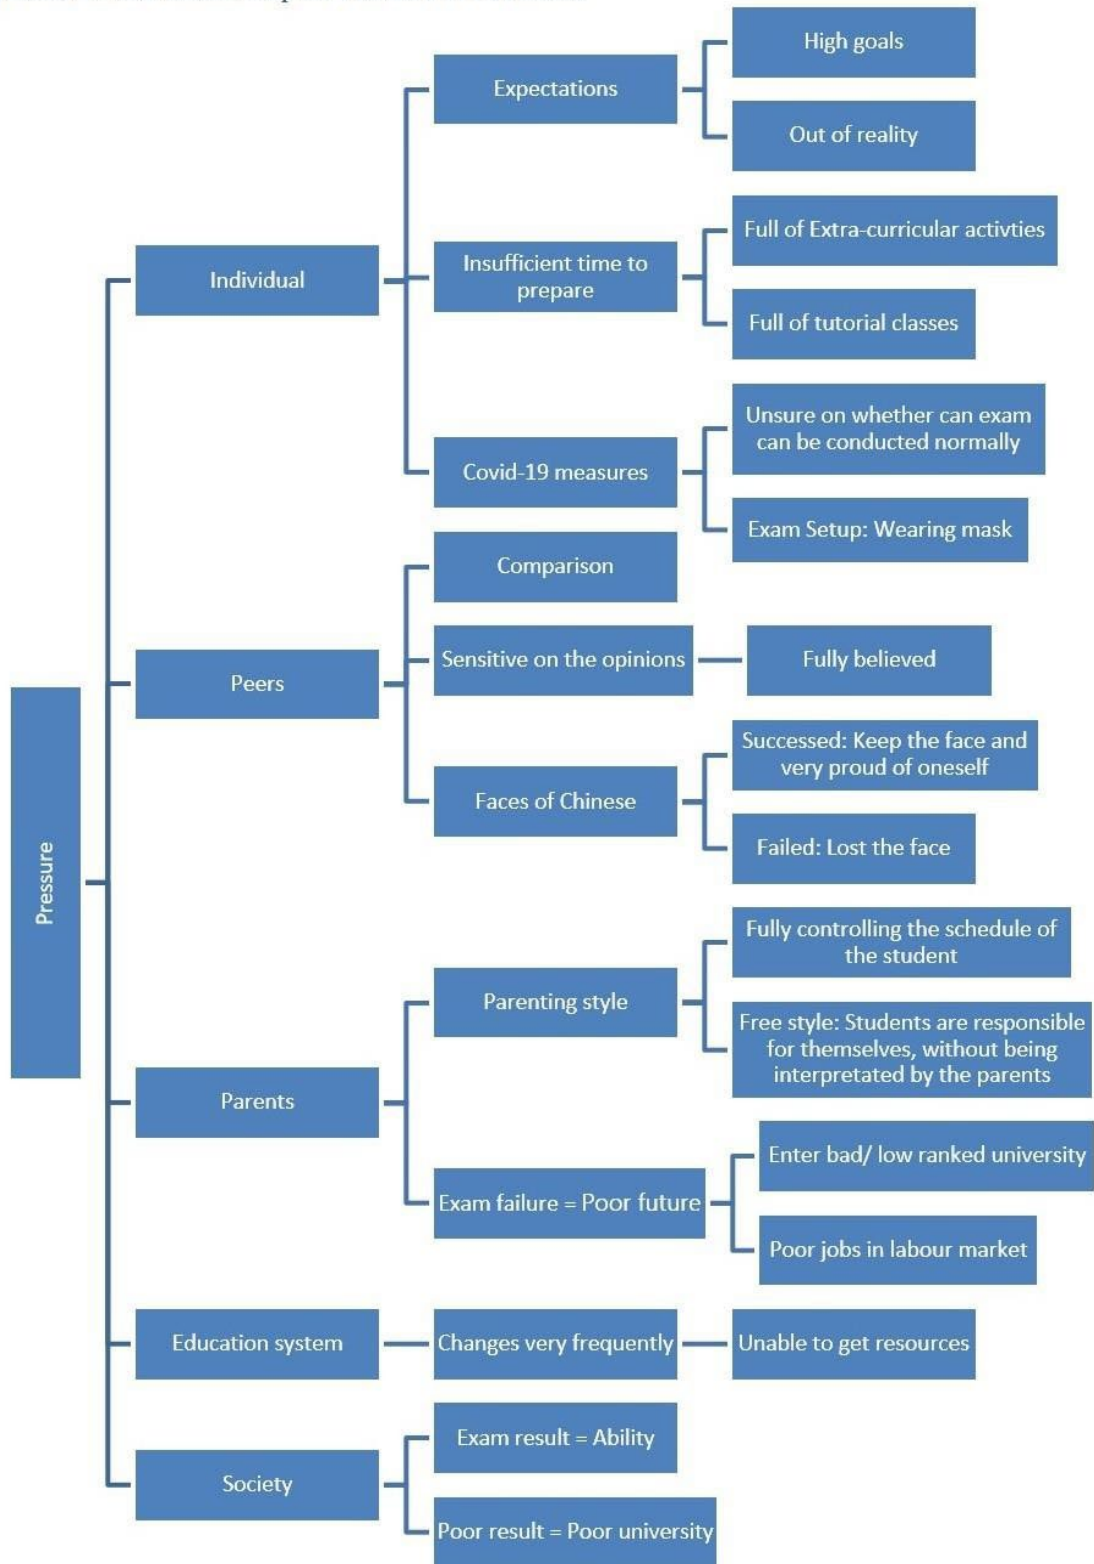 High goals
Expectations
Out of reality
Full of Extra-curricular activties
Individual
Insufficient time to
prepare
Full of tutorial classes
Unsure on whether can exam
can be conducted normally
Covid-19 measures
Exam Setup: Wearing mask
Comparison
Peers
Sensitive on the opinions
Fully believed
Successed: Keep the face and
very proud of oneself
Faces of Chinese
Failed: Lost the face
Pressure
Fully controlling the schedule of
the student
Parenting style
Free style: Students are responsible
for themselves, without being
interpretated by the parents
Parents
Enter bad/ low ranked university
Exam failure = Poor future
Poor jobs in labour market
Education system
Changes very frequently
Unable to get resources
Exam result = Ability
Society
Poor result = Poor university